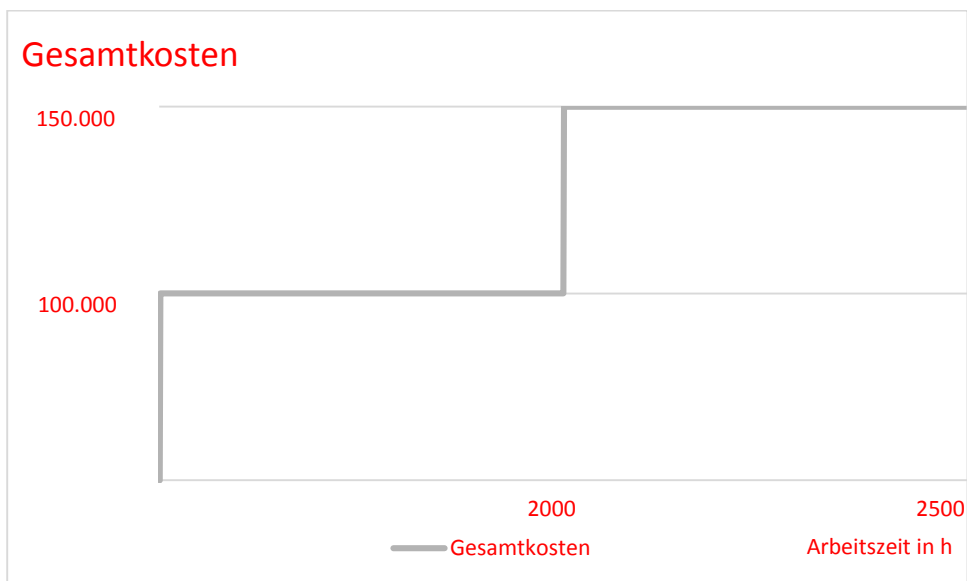 Gesamtkosten
150.000
100.000
2000
2500
Gesamtkosten
Arbeitszeit in h